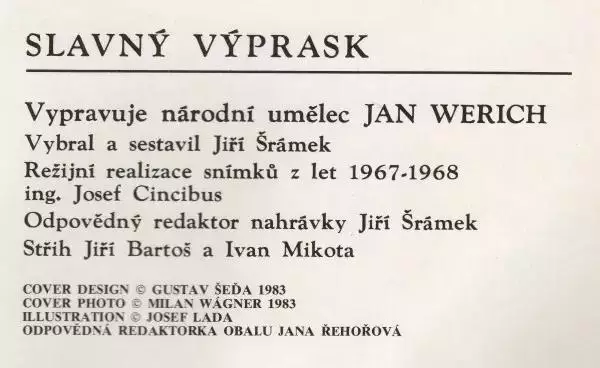 SLAVNÝ VÝPRASK
Vypravuje národní umělec JAN WERICH
Vybral a sestavil Jiří Šrámek
Režijní realizace snímků z let 1967-1968
ing. Josef Cincibus
Odpovědný redaktor nahrávky Jiří Šrámek
Střih Jiří Bartoš a Ivan Mikota
COVER DESIGN © GUSTAV ŠEĎA 1983
COVER PHOTO © MILAN WÁGNER 1983
ILLUSTRATION © JOSEF LADA
ODPOVĚDNÁ REDAKTORKA OBALU JANA ŘEHOŘOVÁ